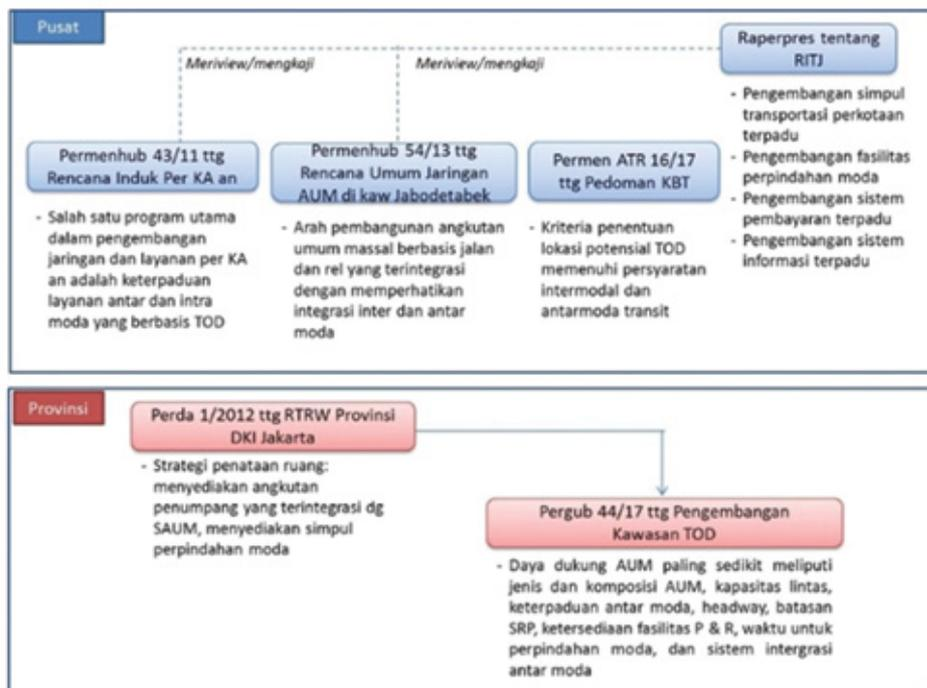 Pusat
Meriview/mengkaji
Meriview/mengkaji
Raperpres tentang
RITJ
- Pengembangan simpul
transportasi perkotaan
terpadu
- Pengembangan fasilitas
perpindahan moda
- Pengembangan sistem
pembayaran terpadu
- Pengembangan sistem
informasi terpadu
Permenhub 43/11 ttg
Rencana Induk Per KA an
- Salah satu program utama
dalam pengembangan
jaringan dan layanan per KA
an adalah keterpaduan
layanan antar dan intra
moda yang berbasis TOD
Permenhub 54/13 ttg
Rencana Umum Jaringan
AUM di kaw Jabodetabek
- Arah pembangunan angkutan
umum massal berbasis jalan
dan rel yang terintegrasi
dengan memperhatikan
integrasi inter dan antar
moda
Permen ATR 16/17
ttg Pedoman KBT
- Kriteria penentuan
lokasi potensial TOD
memenuhi persyaratan
intermodal dan
antarmoda transit
Provinsi
Perda 1/2012 ttg RTRW Provinsi
DKI Jakarta
- Strategi penataan ruang:
menyediakan angkutan
penumpang yang terintegrasi dg
SAUM, menyediakan simpul
perpindahan moda
Pergub 44/17 ttg Pengembangan
Kawasan TOD
- Daya dukung AUM paling sedikit meliputi
jenis dan komposisi AUM, kapasitas lintas,
keterpaduan antar moda, headway, batasan
SRP, ketersediaan fasilitas P & R, waktu untuk
perpindahan moda, dan sistem intergrasi
antar moda